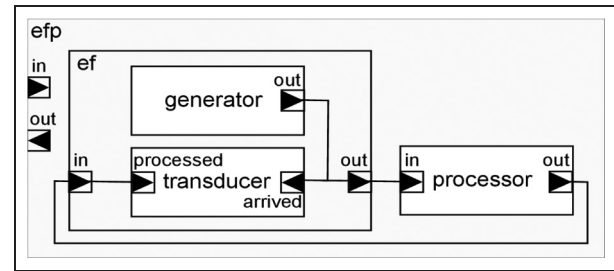 efp
in
out
ef
generator
out
in
processed
transducer
arrived
out
in
processor
out